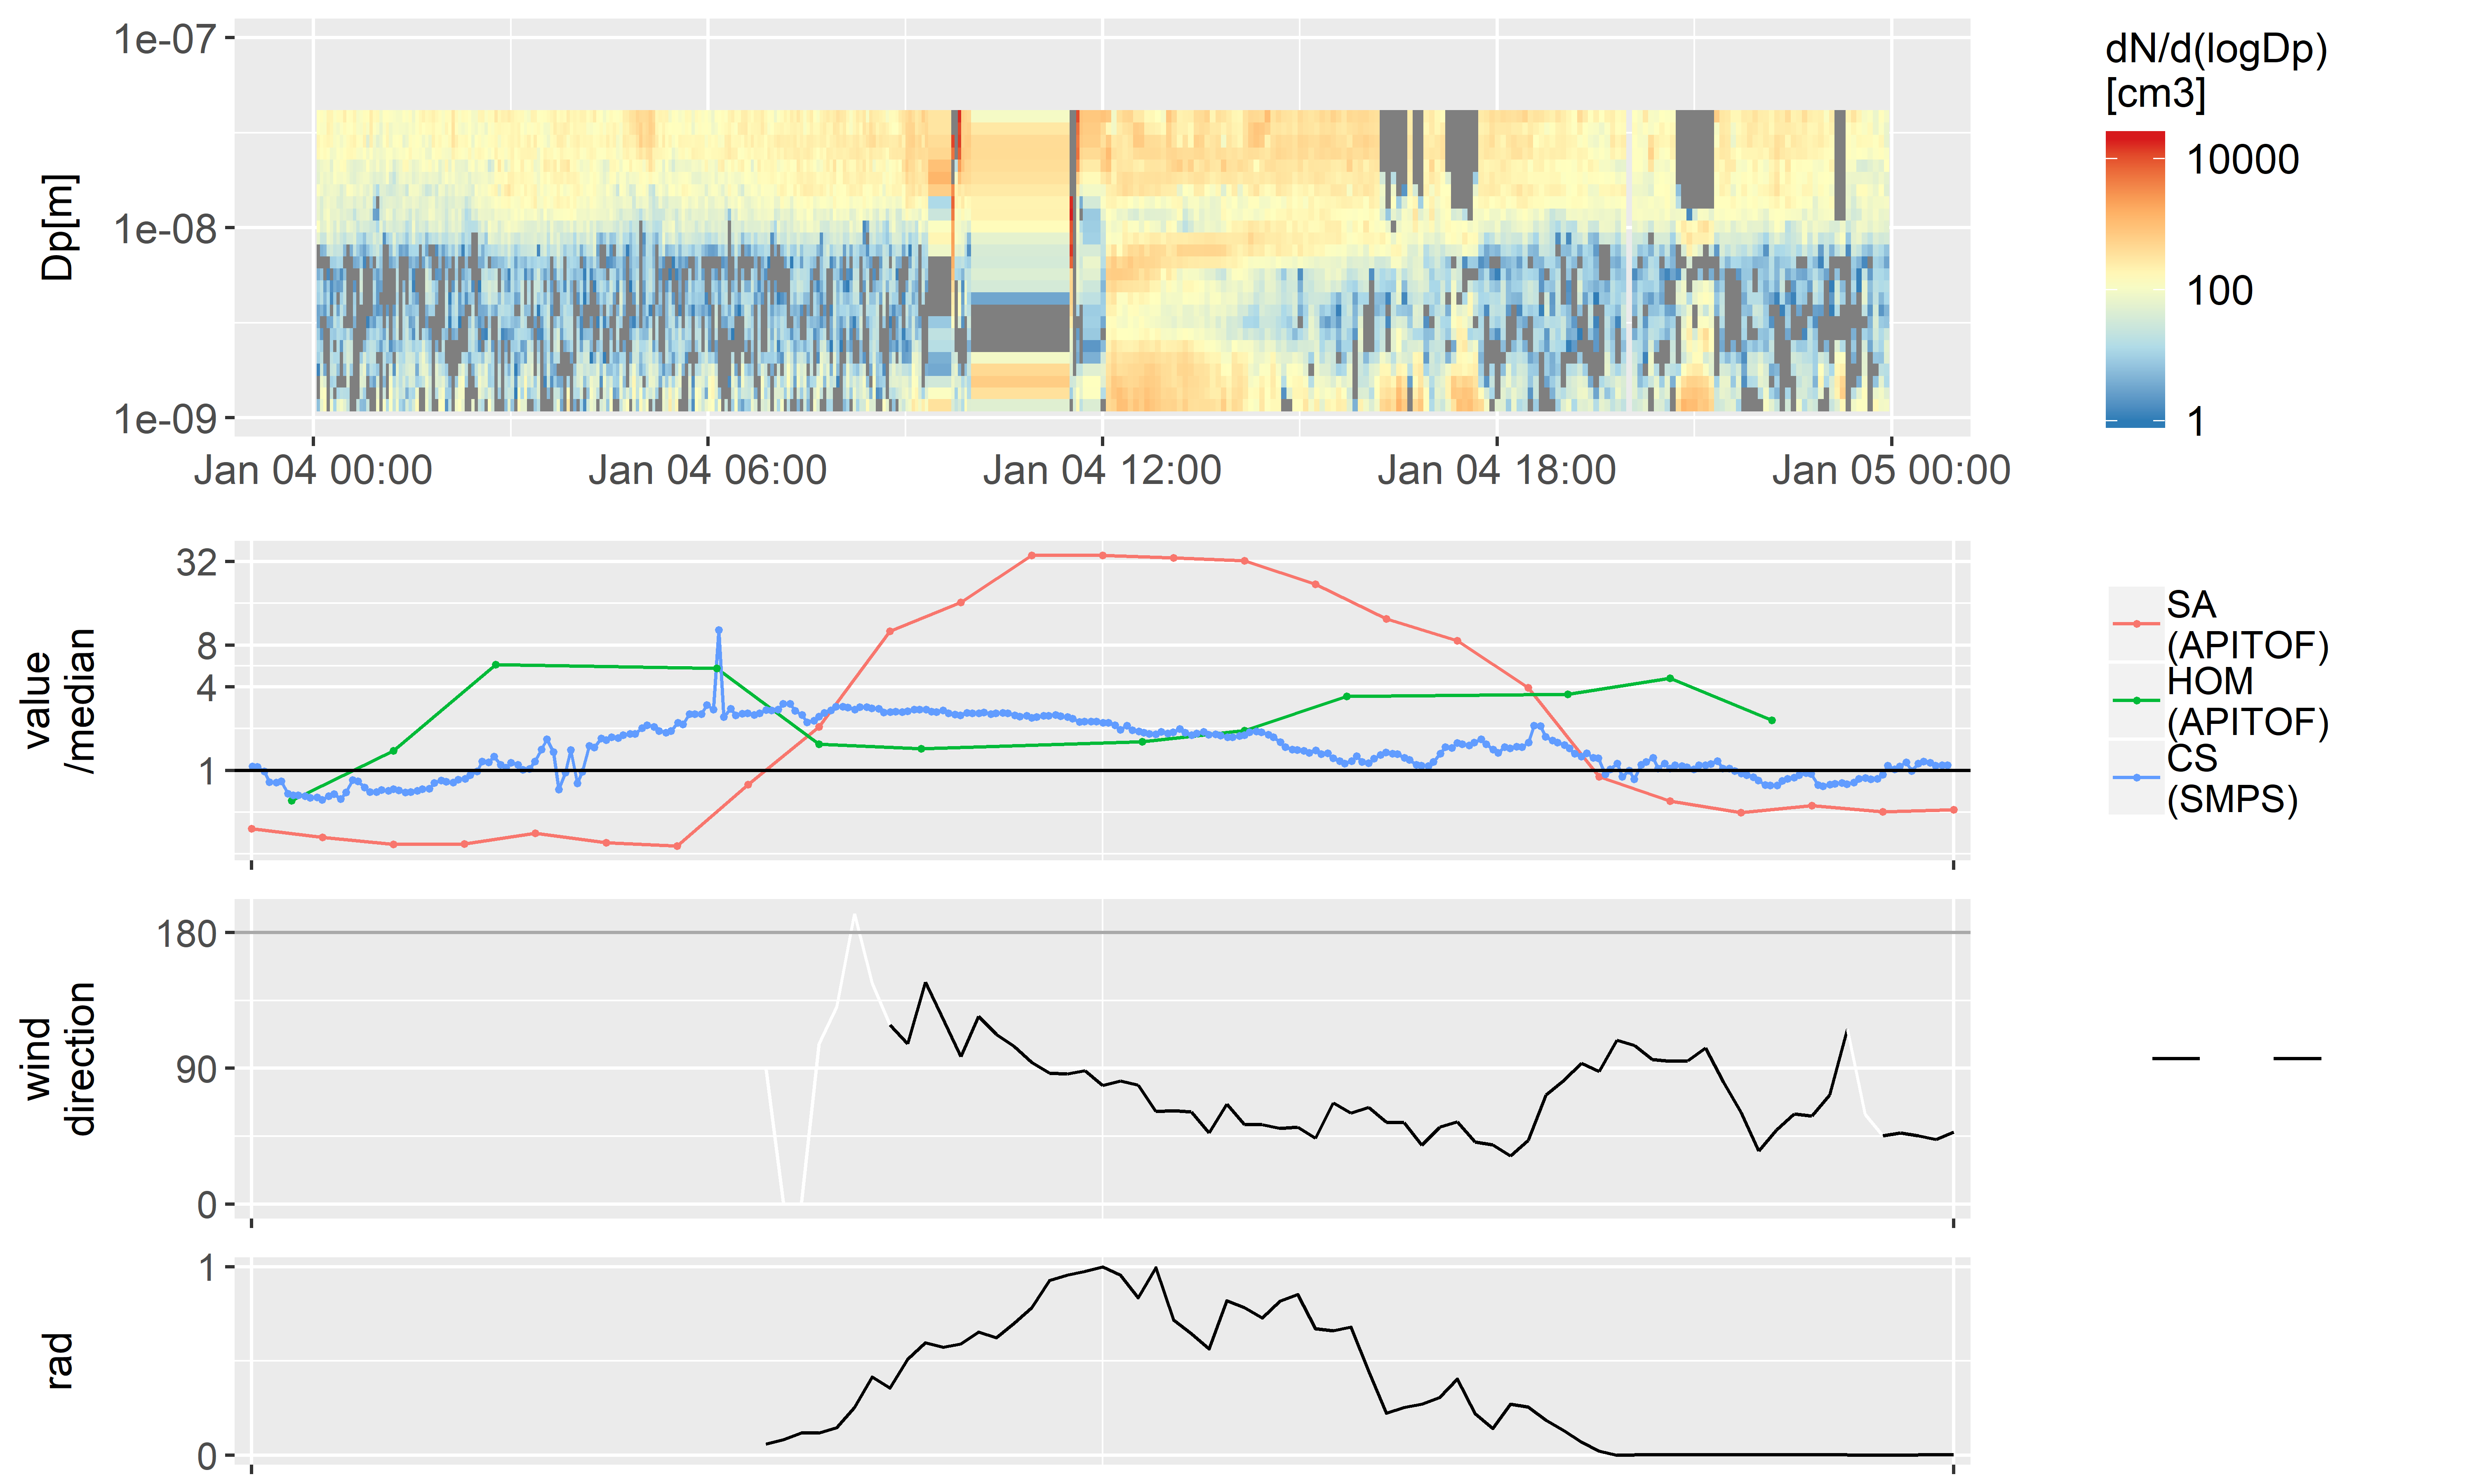 1e-07
1e-08
1e-09
Dp[m]
Jan 04 00:00
Jan 04 06:00
Jan 04 12:00
Jan 04 18:00
Jan 05 00:00
dN/d(logDp)
[cm3]
10000
100
1
32
8
4
1
value
/median
SA
(APITOF)
HOM
(APITOF)
CS
(SMPS)
180
90
0
wind
direction
1
0
rad